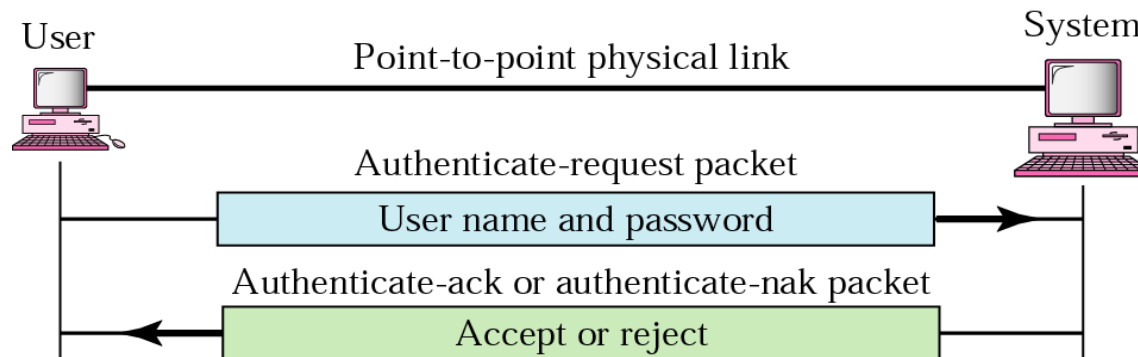 User
System
Point-to-point physical link
Authenticate-request packet
User name and password
Authenticate-ack or authenticate-nak packet
Accept or reject